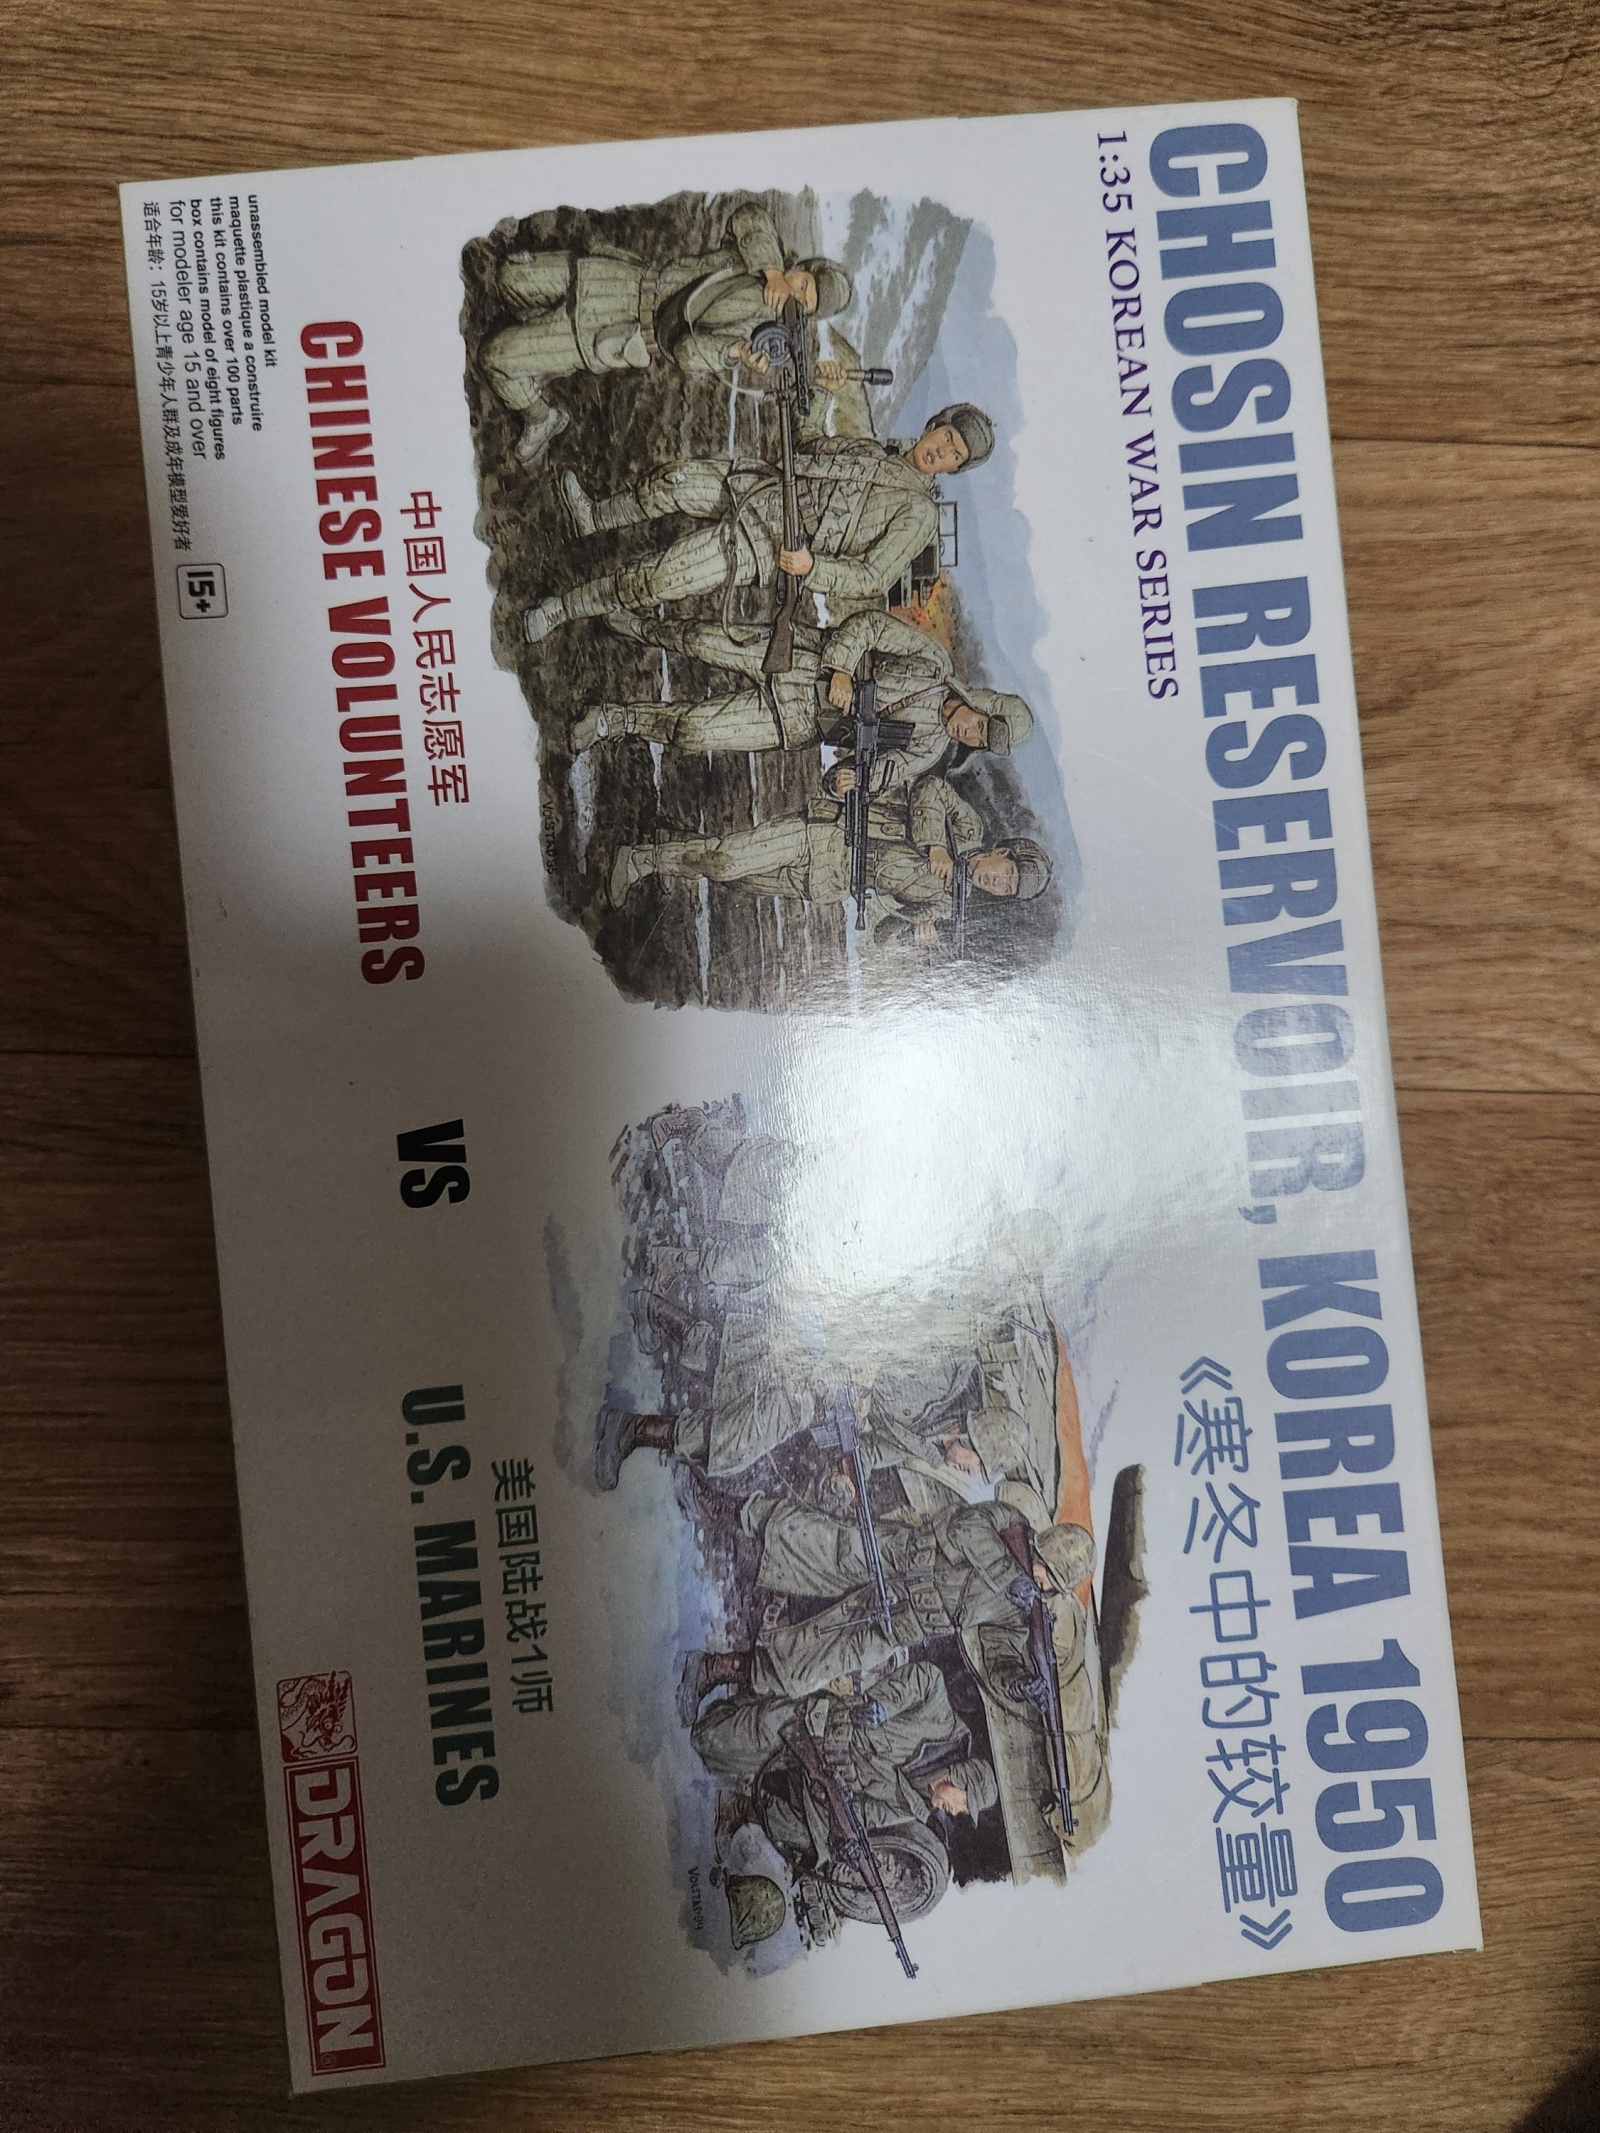 CHOSIN RESERVOIR, KOREA 1950
1:35 KOREAN WAR SERIES
《寒冬中的较量》
VOLSTAD 95
VOLSTAD 94
中国人民志愿军
美国陆战1师
CHINESE VOLUNTEERS VS U.S. MARINES
unassembled model kit
maquette plastique a construire
this kit contains over 100 parts
box contains model of eight figures
for modeler age 15 and over
适合年龄：15岁以上青少年人群及成年模型爱好者
15+
DRAGON